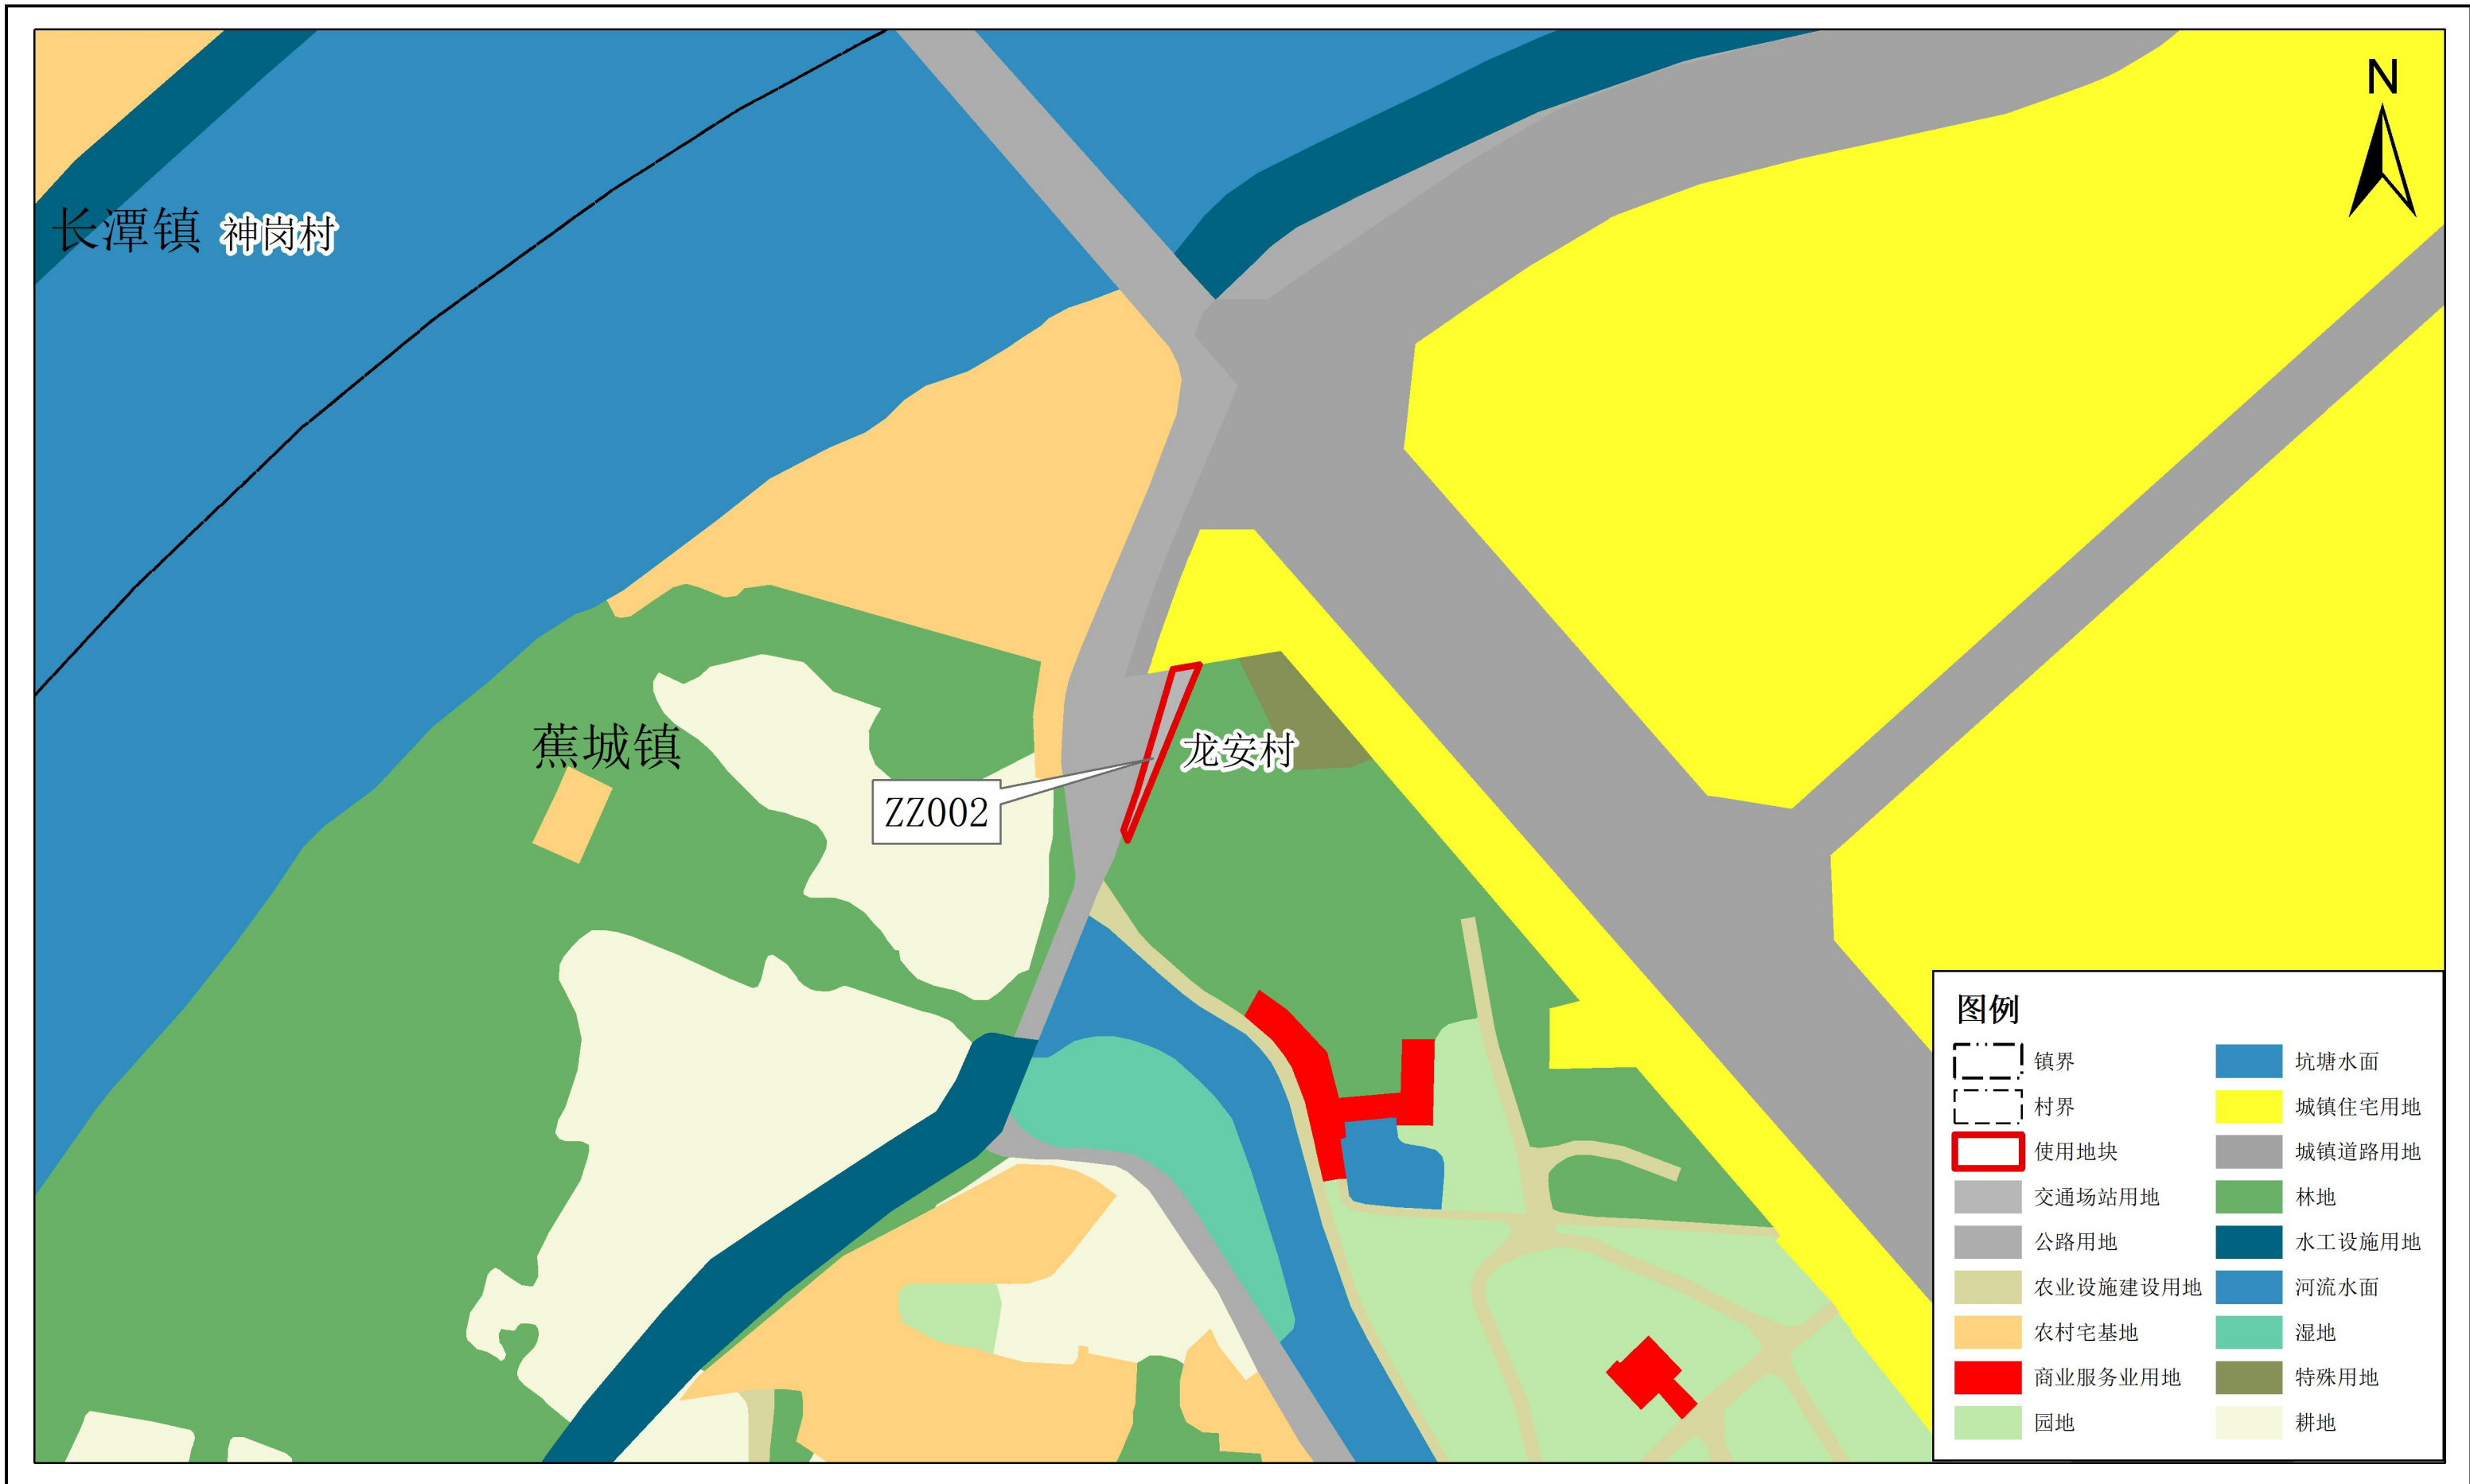 N
长潭镇 神岗村
蕉城镇
龙安村
ZZ002
图例
镇界
村界
使用地块
交通场站用地
公路用地
农业设施建设用地
农村宅基地
商业服务业用地
园地
坑塘水面
城镇住宅用地
城镇道路用地
林地
水工设施用地
河流水面
湿地
特殊用地
耕地